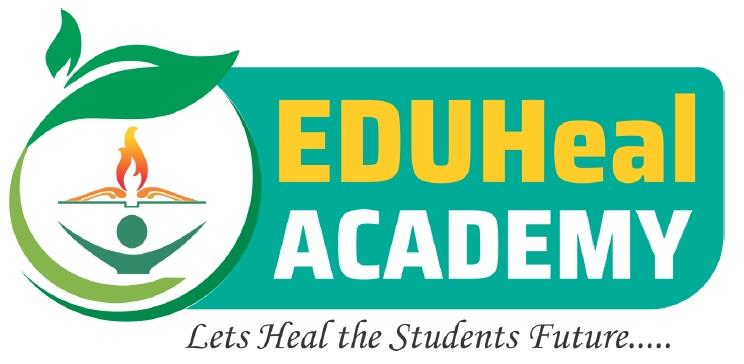 EDUHeal
ACADEMY
Lets Heal the Students Future.....